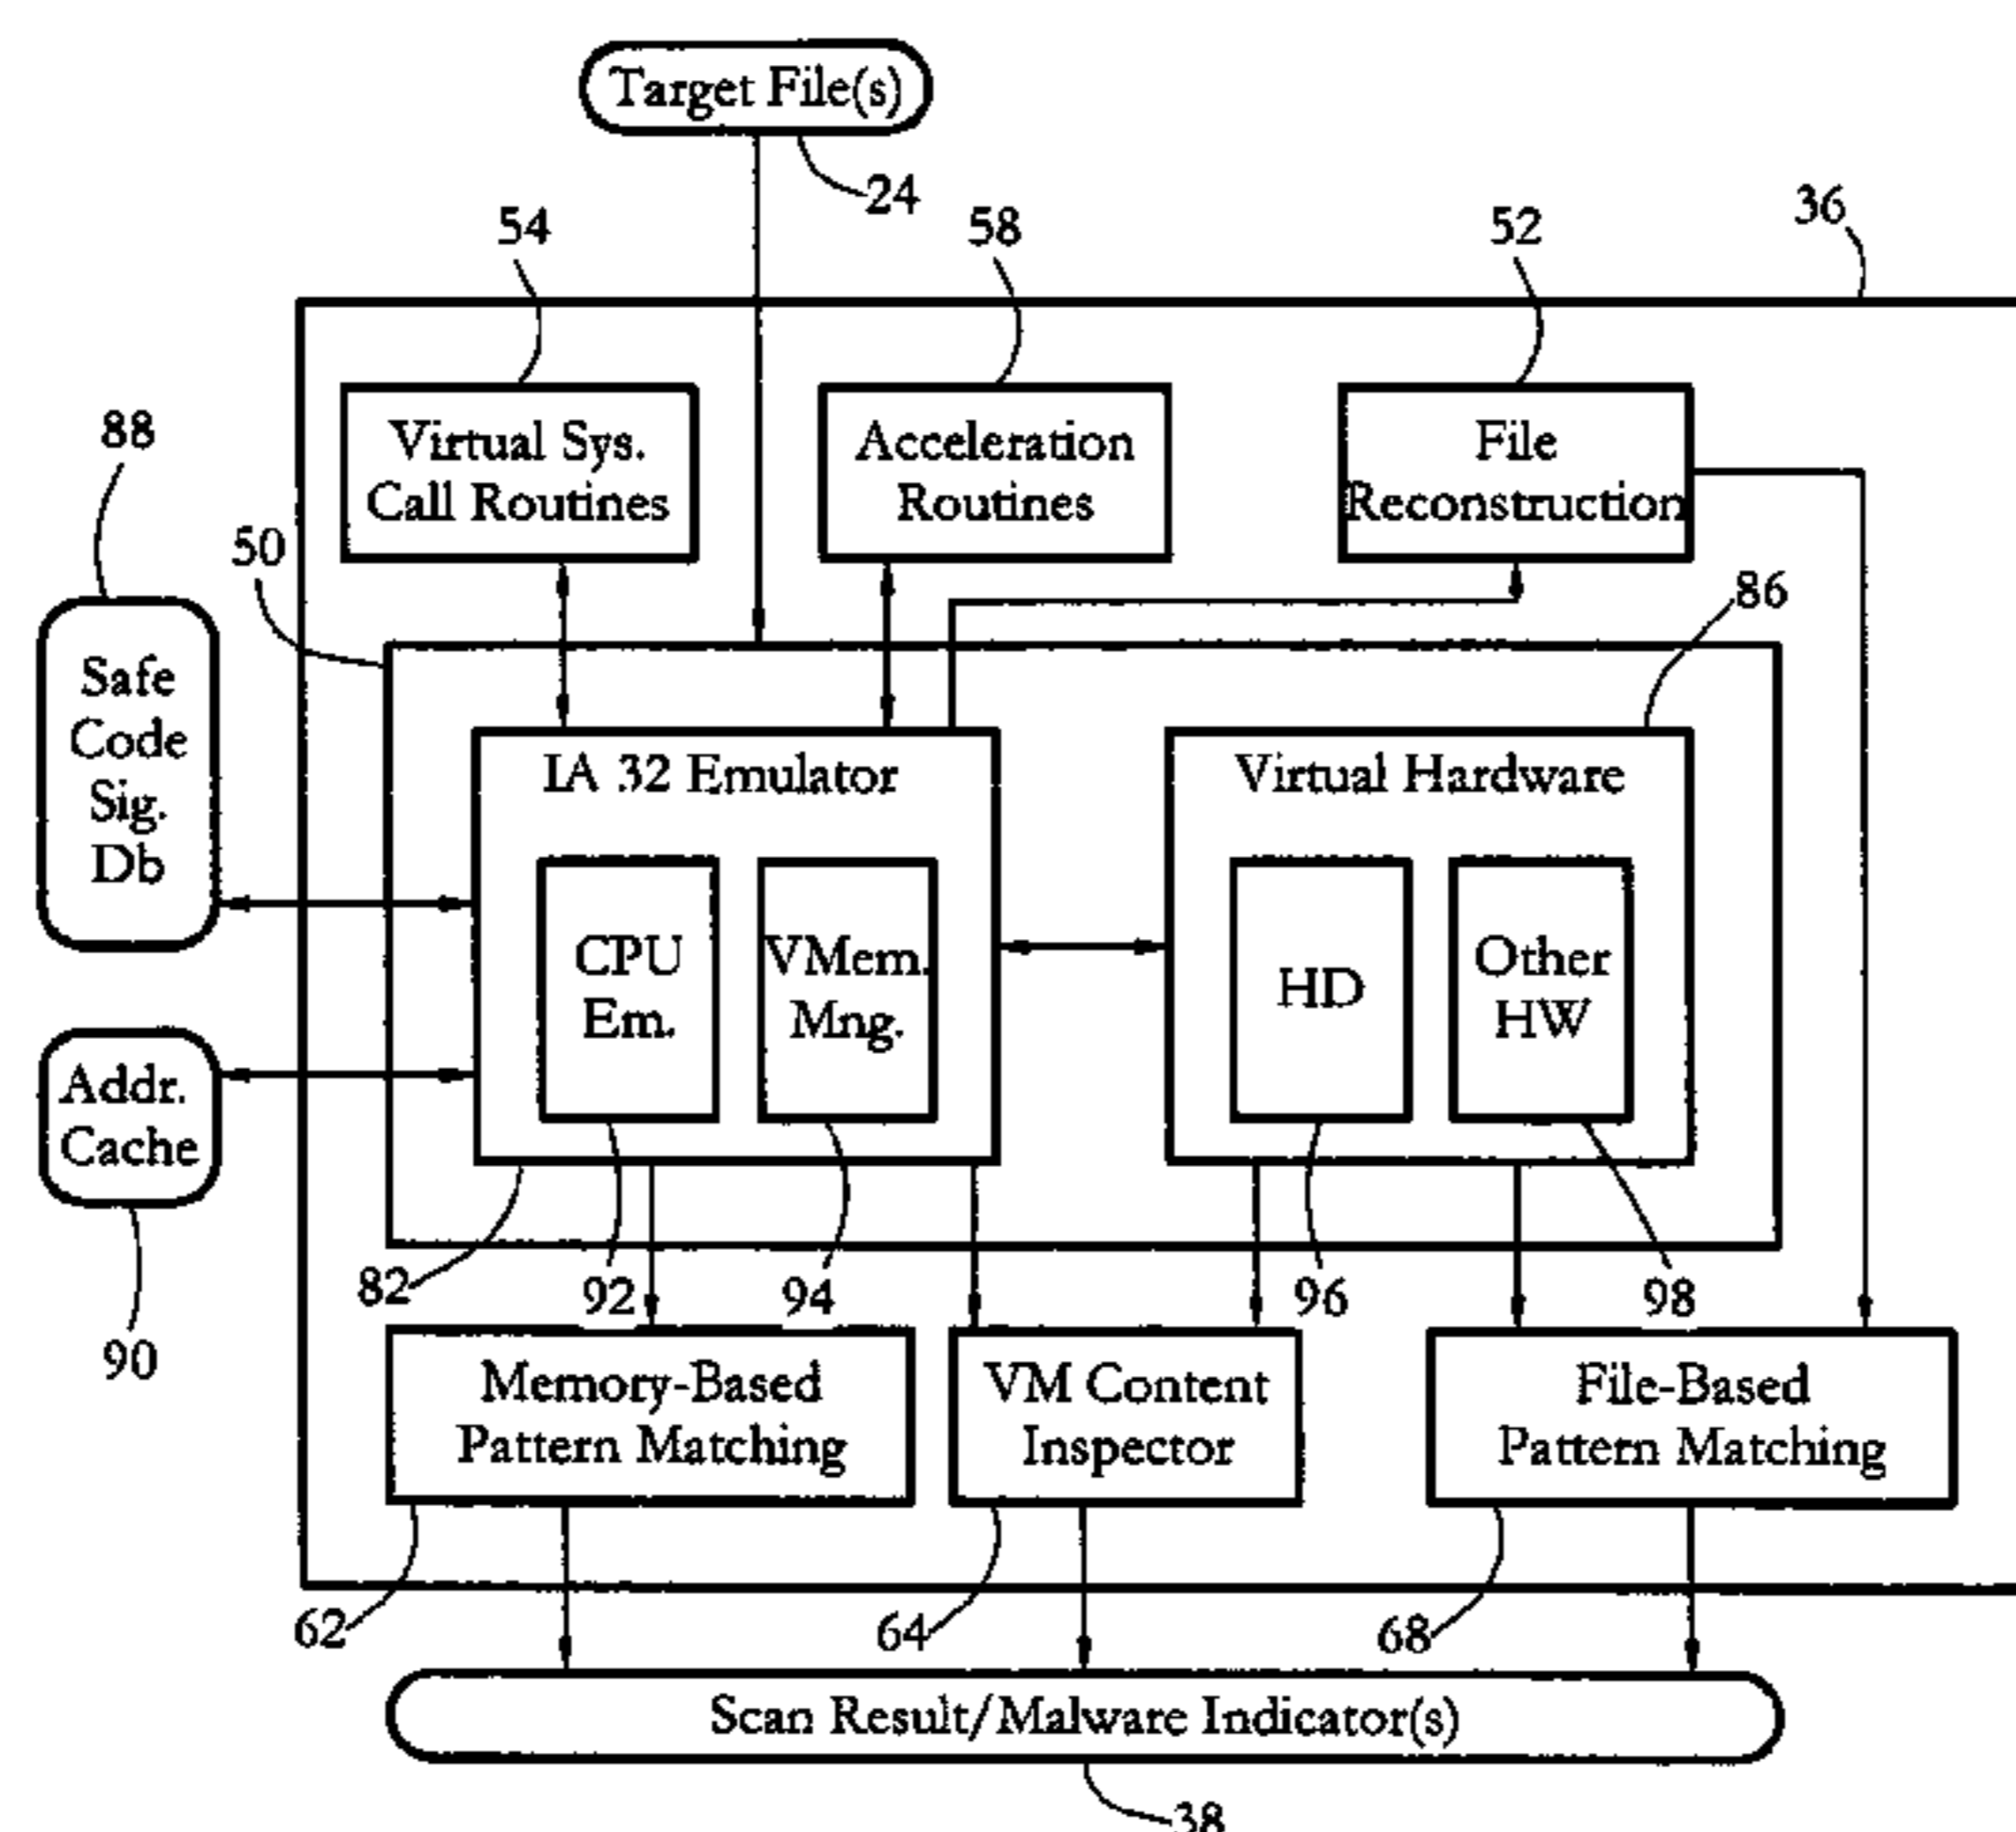 Target File(s)
24
54
58
52
36
Virtual Sys.
Call Routines
Acceleration
Routines
File
Reconstruction
88
50
86
Safe
Code
Sig.
Db
IA 32 Emulator
Virtual Hardware
CPU
Em.
VMem.
Mng.
HD
Other
HW
Addr.
Cache
82
92
94
96
98
90
Memory-Based
Pattern Matching
VM Content
Inspector
File-Based
Pattern Matching
62
64
68
Scan Result/Malware Indicator(s)
38